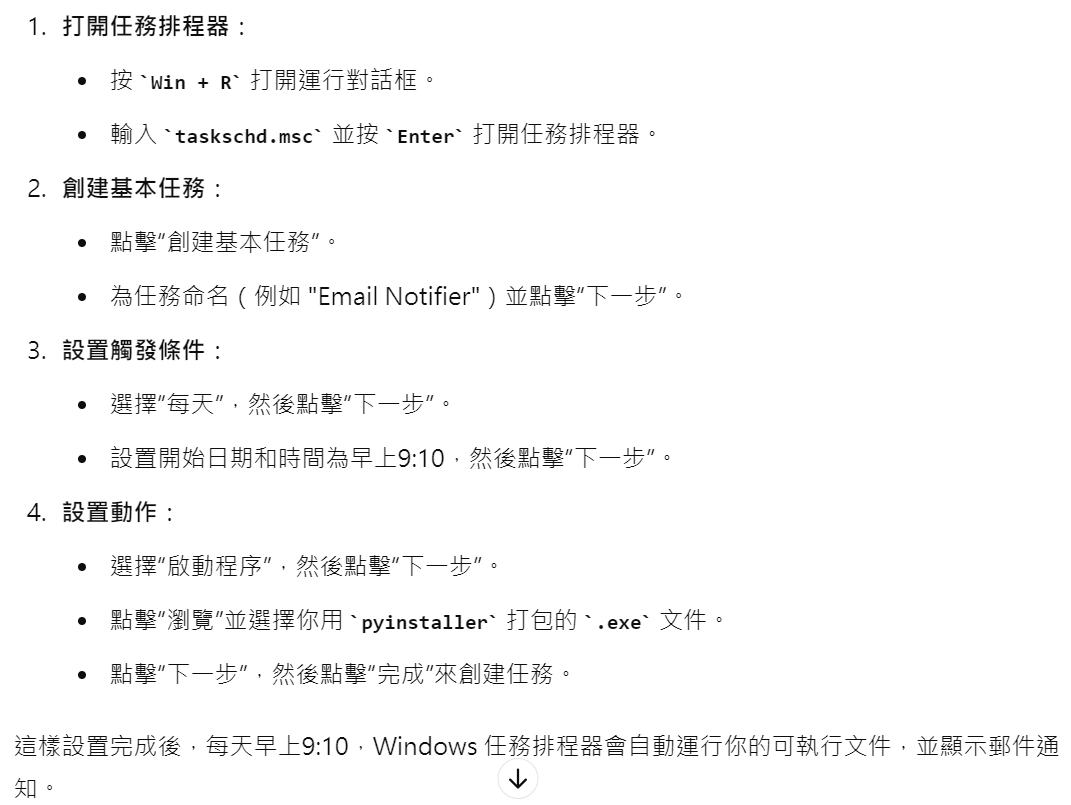 1. 打開任務排程器：
• 按 `Win + R` 打開運行對話框。
• 輸入 `taskschd.msc` 並按 `Enter` 打開任務排程器。
2. 創建基本任務：
• 點擊“創建基本任務”。
• 為任務命名（例如 "Email Notifier"）並點擊“下一步”。
3. 設置觸發條件：
• 選擇“每天”，然後點擊“下一步”。
• 設置開始日期和時間為早上9:10，然後點擊“下一步”。
4. 設置動作：
• 選擇“啟動程序”，然後點擊“下一步”。
• 點擊“瀏覽”並選擇你用 `pyinstaller` 打包的 `.exe` 文件。
• 點擊“下一步”，然後點擊“完成”來創建任務。
這樣設置完成後，每天早上9:10，Windows 任務排程器會自動運行你的可執行文件，並顯示郵件通
知。